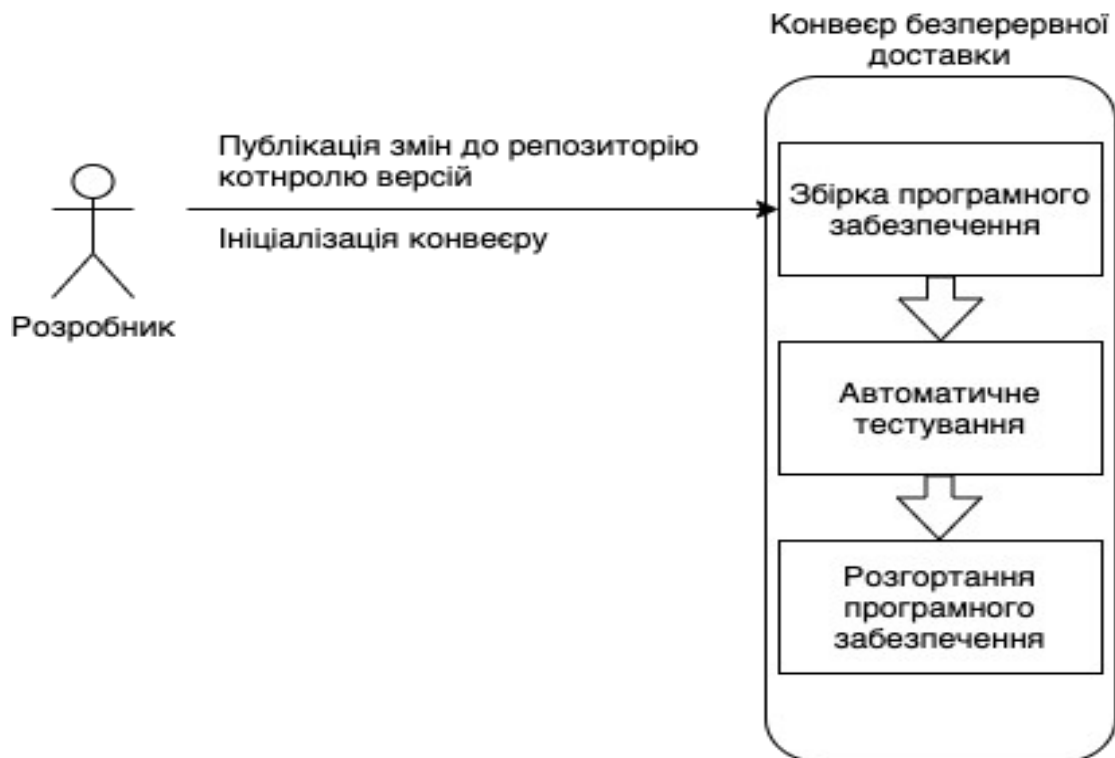 Конвеєр безперервної
доставки
Публікація змін до репозиторію
котнролю версій
Ініціалізація конвеєру
Розробник
Збірка програмного
забезпечення
Автоматичне
тестування
Розгортання
програмного
забезпечення